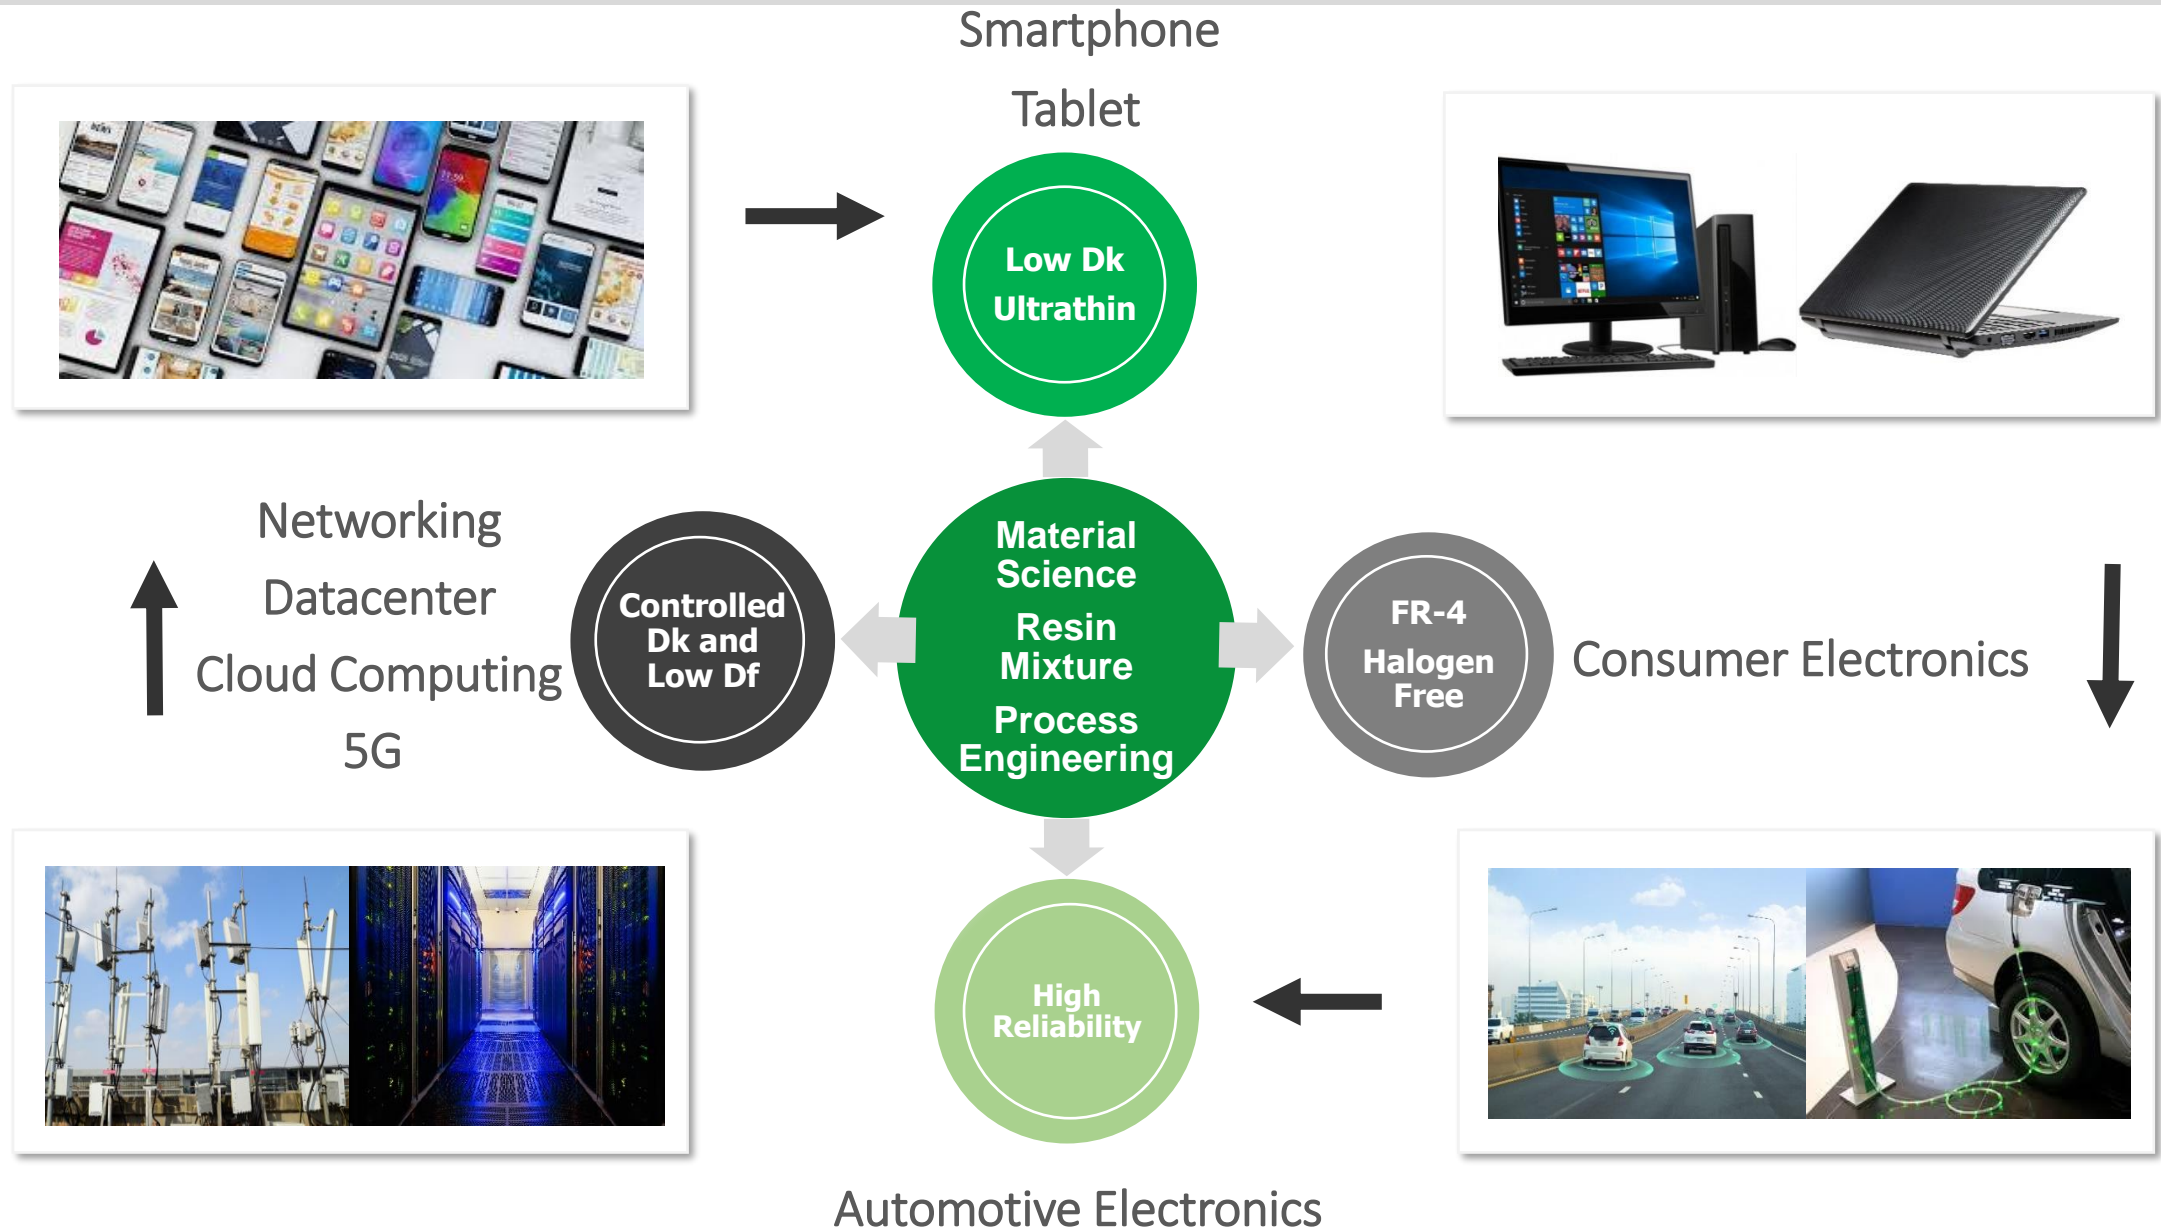 Smartphone
Tablet
Low Dk
Ultrathin
Networking
Datacenter
Cloud Computing
5G
Controlled
Dk and
Low Df
Material
Science
Resin
Mixture
Process
Engineering
FR-4
Halogen
Free
Consumer Electronics
High
Reliability
Automotive Electronics